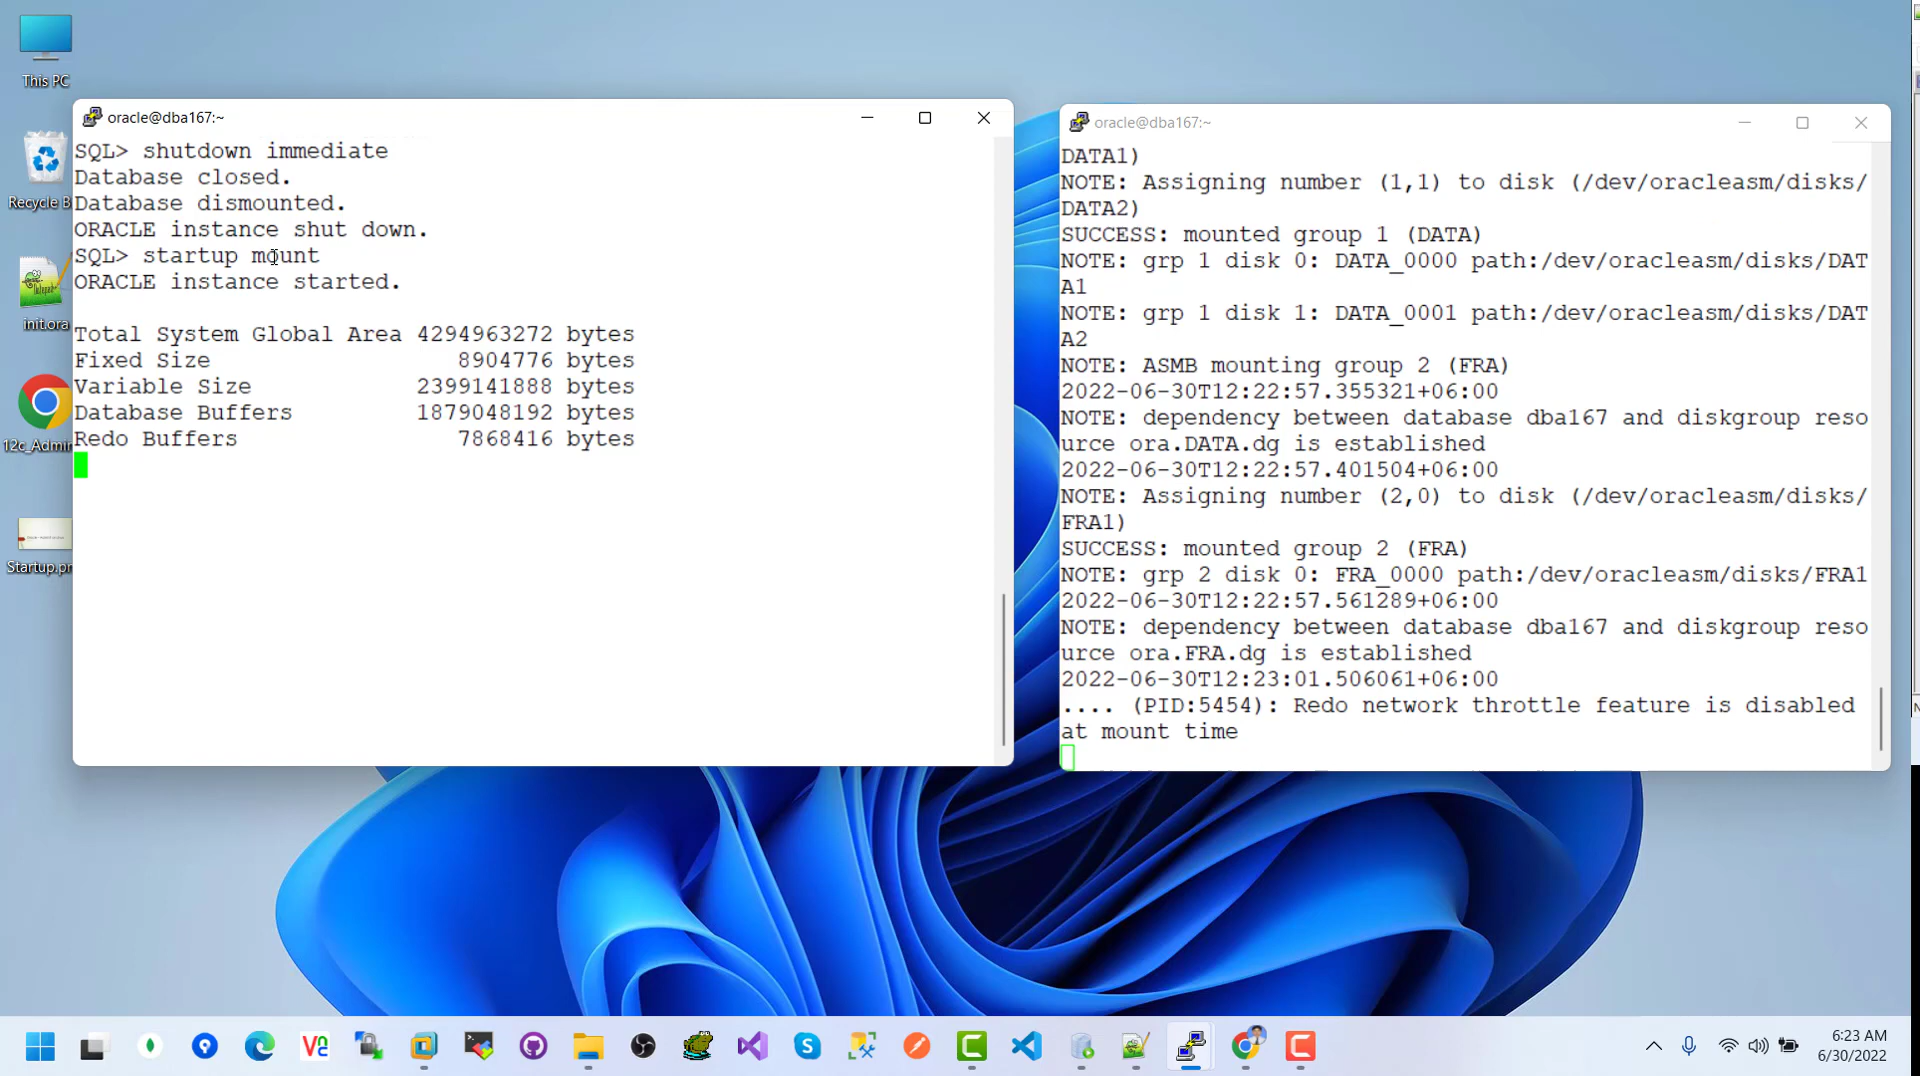 This PC
Recycle B
init.ora
12c_Admin
Startup.pr
oracle@dba167:~
SQL> shutdown immediate
Database closed.
Database dismounted.
ORACLE instance shut down.
SQL> startup mount
ORACLE instance started.
Total System Global Area 4294963272 bytes
Fixed Size 8904776 bytes
Variable Size 2399141888 bytes
Database Buffers 1879048192 bytes
Redo Buffers 7868416 bytes
oracle@dba167:~
DATA1)
NOTE: Assigning number (1,1) to disk (/dev/oracleasm/disks/
DATA2)
SUCCESS: mounted group 1 (DATA)
NOTE: grp 1 disk 0: DATA_0000 path:/dev/oracleasm/disks/DAT
A1
NOTE: grp 1 disk 1: DATA_0001 path:/dev/oracleasm/disks/DAT
A2
NOTE: ASMB mounting group 2 (FRA)
2022-06-30T12:22:57.355321+06:00
NOTE: dependency between database dba167 and diskgroup reso
urce ora.DATA.dg is established
2022-06-30T12:22:57.401504+06:00
NOTE: Assigning number (2,0) to disk (/dev/oracleasm/disks/
FRA1)
SUCCESS: mounted group 2 (FRA)
NOTE: grp 2 disk 0: FRA_0000 path:/dev/oracleasm/disks/FRA1
2022-06-30T12:22:57.561289+06:00
NOTE: dependency between database dba167 and diskgroup reso
urce ora.FRA.dg is established
2022-06-30T12:23:01.506061+06:00
.... (PID:5454): Redo network throttle feature is disabled
at mount time
6:23 AM
6/30/2022